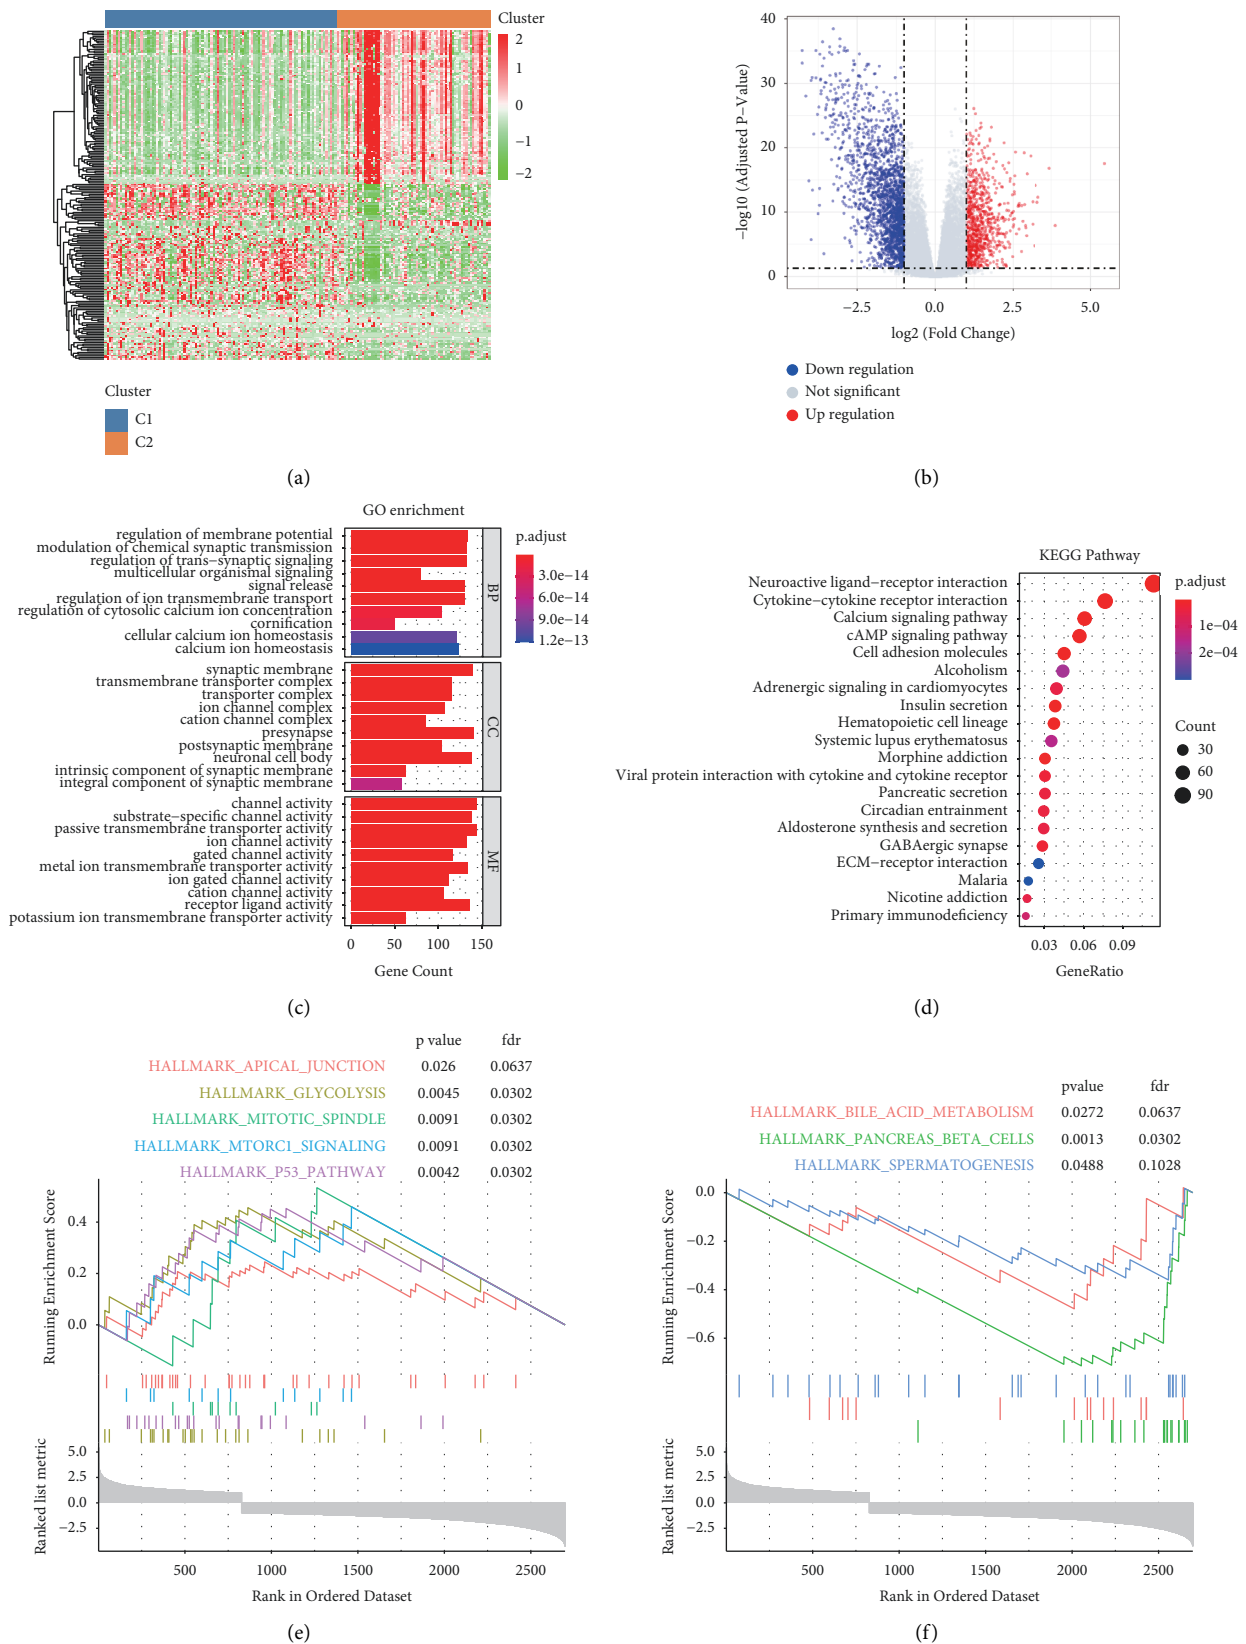 Cluster
2
1
0
−1
−2
Cluster
C1
C2
(a)
40
30
20
10
0
−log10 (Adjusted P−Value)
−2.5
0.0
2.5
5.0
log2 (Fold Change)
Down regulation
Not significant
Up regulation
(b)
GO enrichment
regulation of membrane potential
modulation of chemical synaptic transmission
regulation of trans−synaptic signaling
multicellular organismal signaling
signal release
regulation of ion transmembrane transport
regulation of cytosolic calcium ion concentration
cornification
cellular calcium ion homeostasis
calcium ion homeostasis
BP
synaptic membrane
transmembrane transporter complex
transporter complex
ion channel complex
cation channel complex
presynapse
postsynaptic membrane
neuronal cell body
intrinsic component of synaptic membrane
integral component of synaptic membrane
CC
channel activity
substrate−specific channel activity
passive transmembrane transporter activity
ion channel activity
gated channel activity
metal ion transmembrane transporter activity
ion gated channel activity
cation channel activity
receptor ligand activity
potassium ion transmembrane transporter activity
MF
0
50
100
150
Gene Count
p.adjust
3.0e−14
6.0e−14
9.0e−14
1.2e−13
(c)
KEGG Pathway
Neuroactive ligand−receptor interaction
Cytokine−cytokine receptor interaction
Calcium signaling pathway
cAMP signaling pathway
Cell adhesion molecules
Alcoholism
Adrenergic signaling in cardiomyocytes
Insulin secretion
Hematopoietic cell lineage
Systemic lupus erythematosus
Morphine addiction
Viral protein interaction with cytokine and cytokine receptor
Pancreatic secretion
Circadian entrainment
Aldosterone synthesis and secretion
GABAergic synapse
ECM−receptor interaction
Malaria
Nicotine addiction
Primary immunodeficiency
0.03
0.06
0.09
GeneRatio
p.adjust
1e−04
2e−04
Count
30
60
90
(d)
p value fdr
HALLMARK_APICAL_JUNCTION 0.026 0.0637
HALLMARK_GLYCOLYSIS 0.0045 0.0302
HALLMARK_MITOTIC_SPINDLE 0.0091 0.0302
HALLMARK_MTORC1_SIGNALING 0.0091 0.0302
HALLMARK_P53_PATHWAY 0.0042 0.0302
Running Enrichment Score
0.4
0.2
0.0
Ranked list metric
5.0
2.5
0.0
−2.5
500
1000
1500
2000
2500
Rank in Ordered Dataset
(e)
pvalue fdr
HALLMARK_BILE_ACID_METABOLISM 0.0272 0.0637
HALLMARK_PANCREAS_BETA_CELLS 0.0013 0.0302
HALLMARK_SPERMATOGENESIS 0.0488 0.1028
Running Enrichment Score
0.0
−0.2
−0.4
−0.6
Ranked list metric
5.0
2.5
0.0
−2.5
500
1000
1500
2000
2500
Rank in Ordered Dataset
(f)